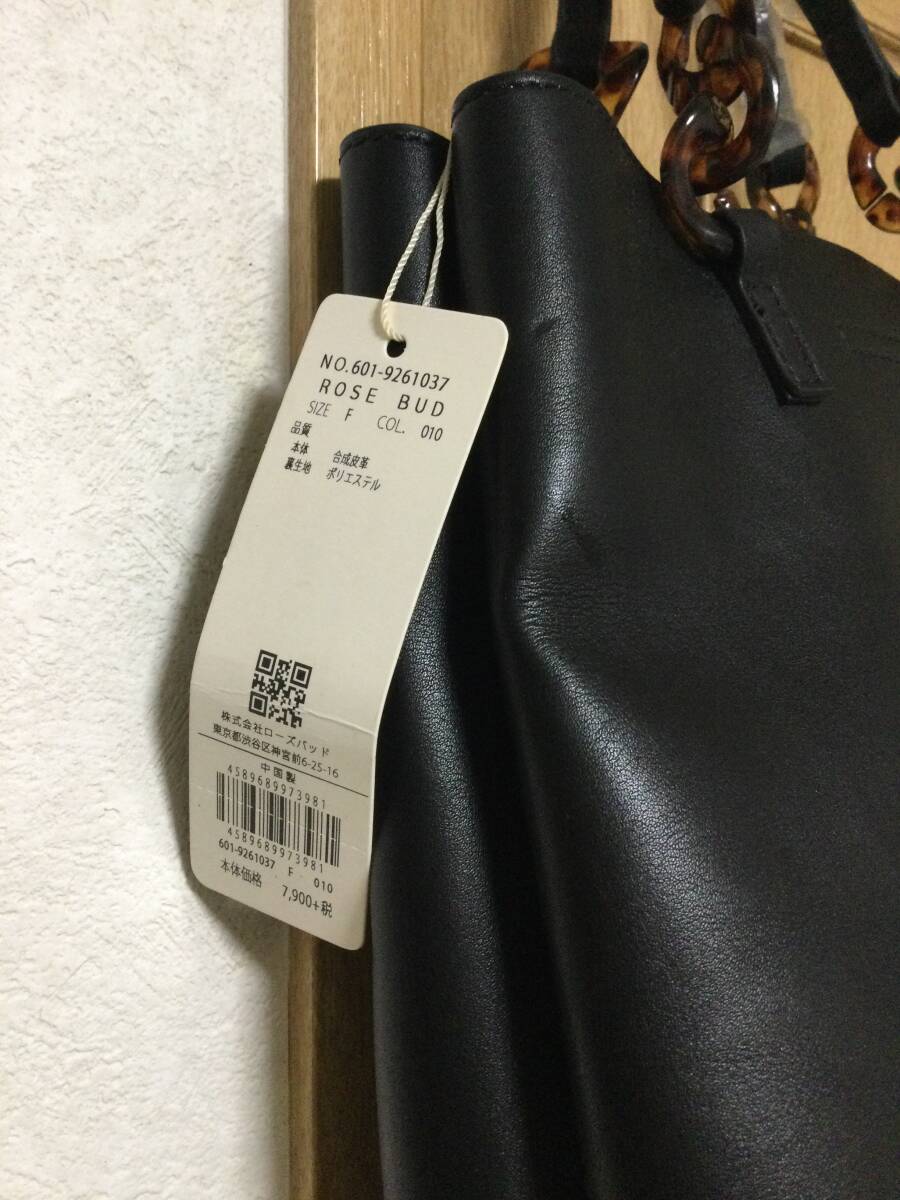 NO.601-9261037
ROSE BUD
SIZE F COL. 010
品質
本体 合成皮革
裏生地 ポリエステル
株式会社ローズバッド
東京都渋谷区神宮前6-25-16
中国製
4589689973981
4589689973981
601-9261037 F 010
本体価格 7,900+税